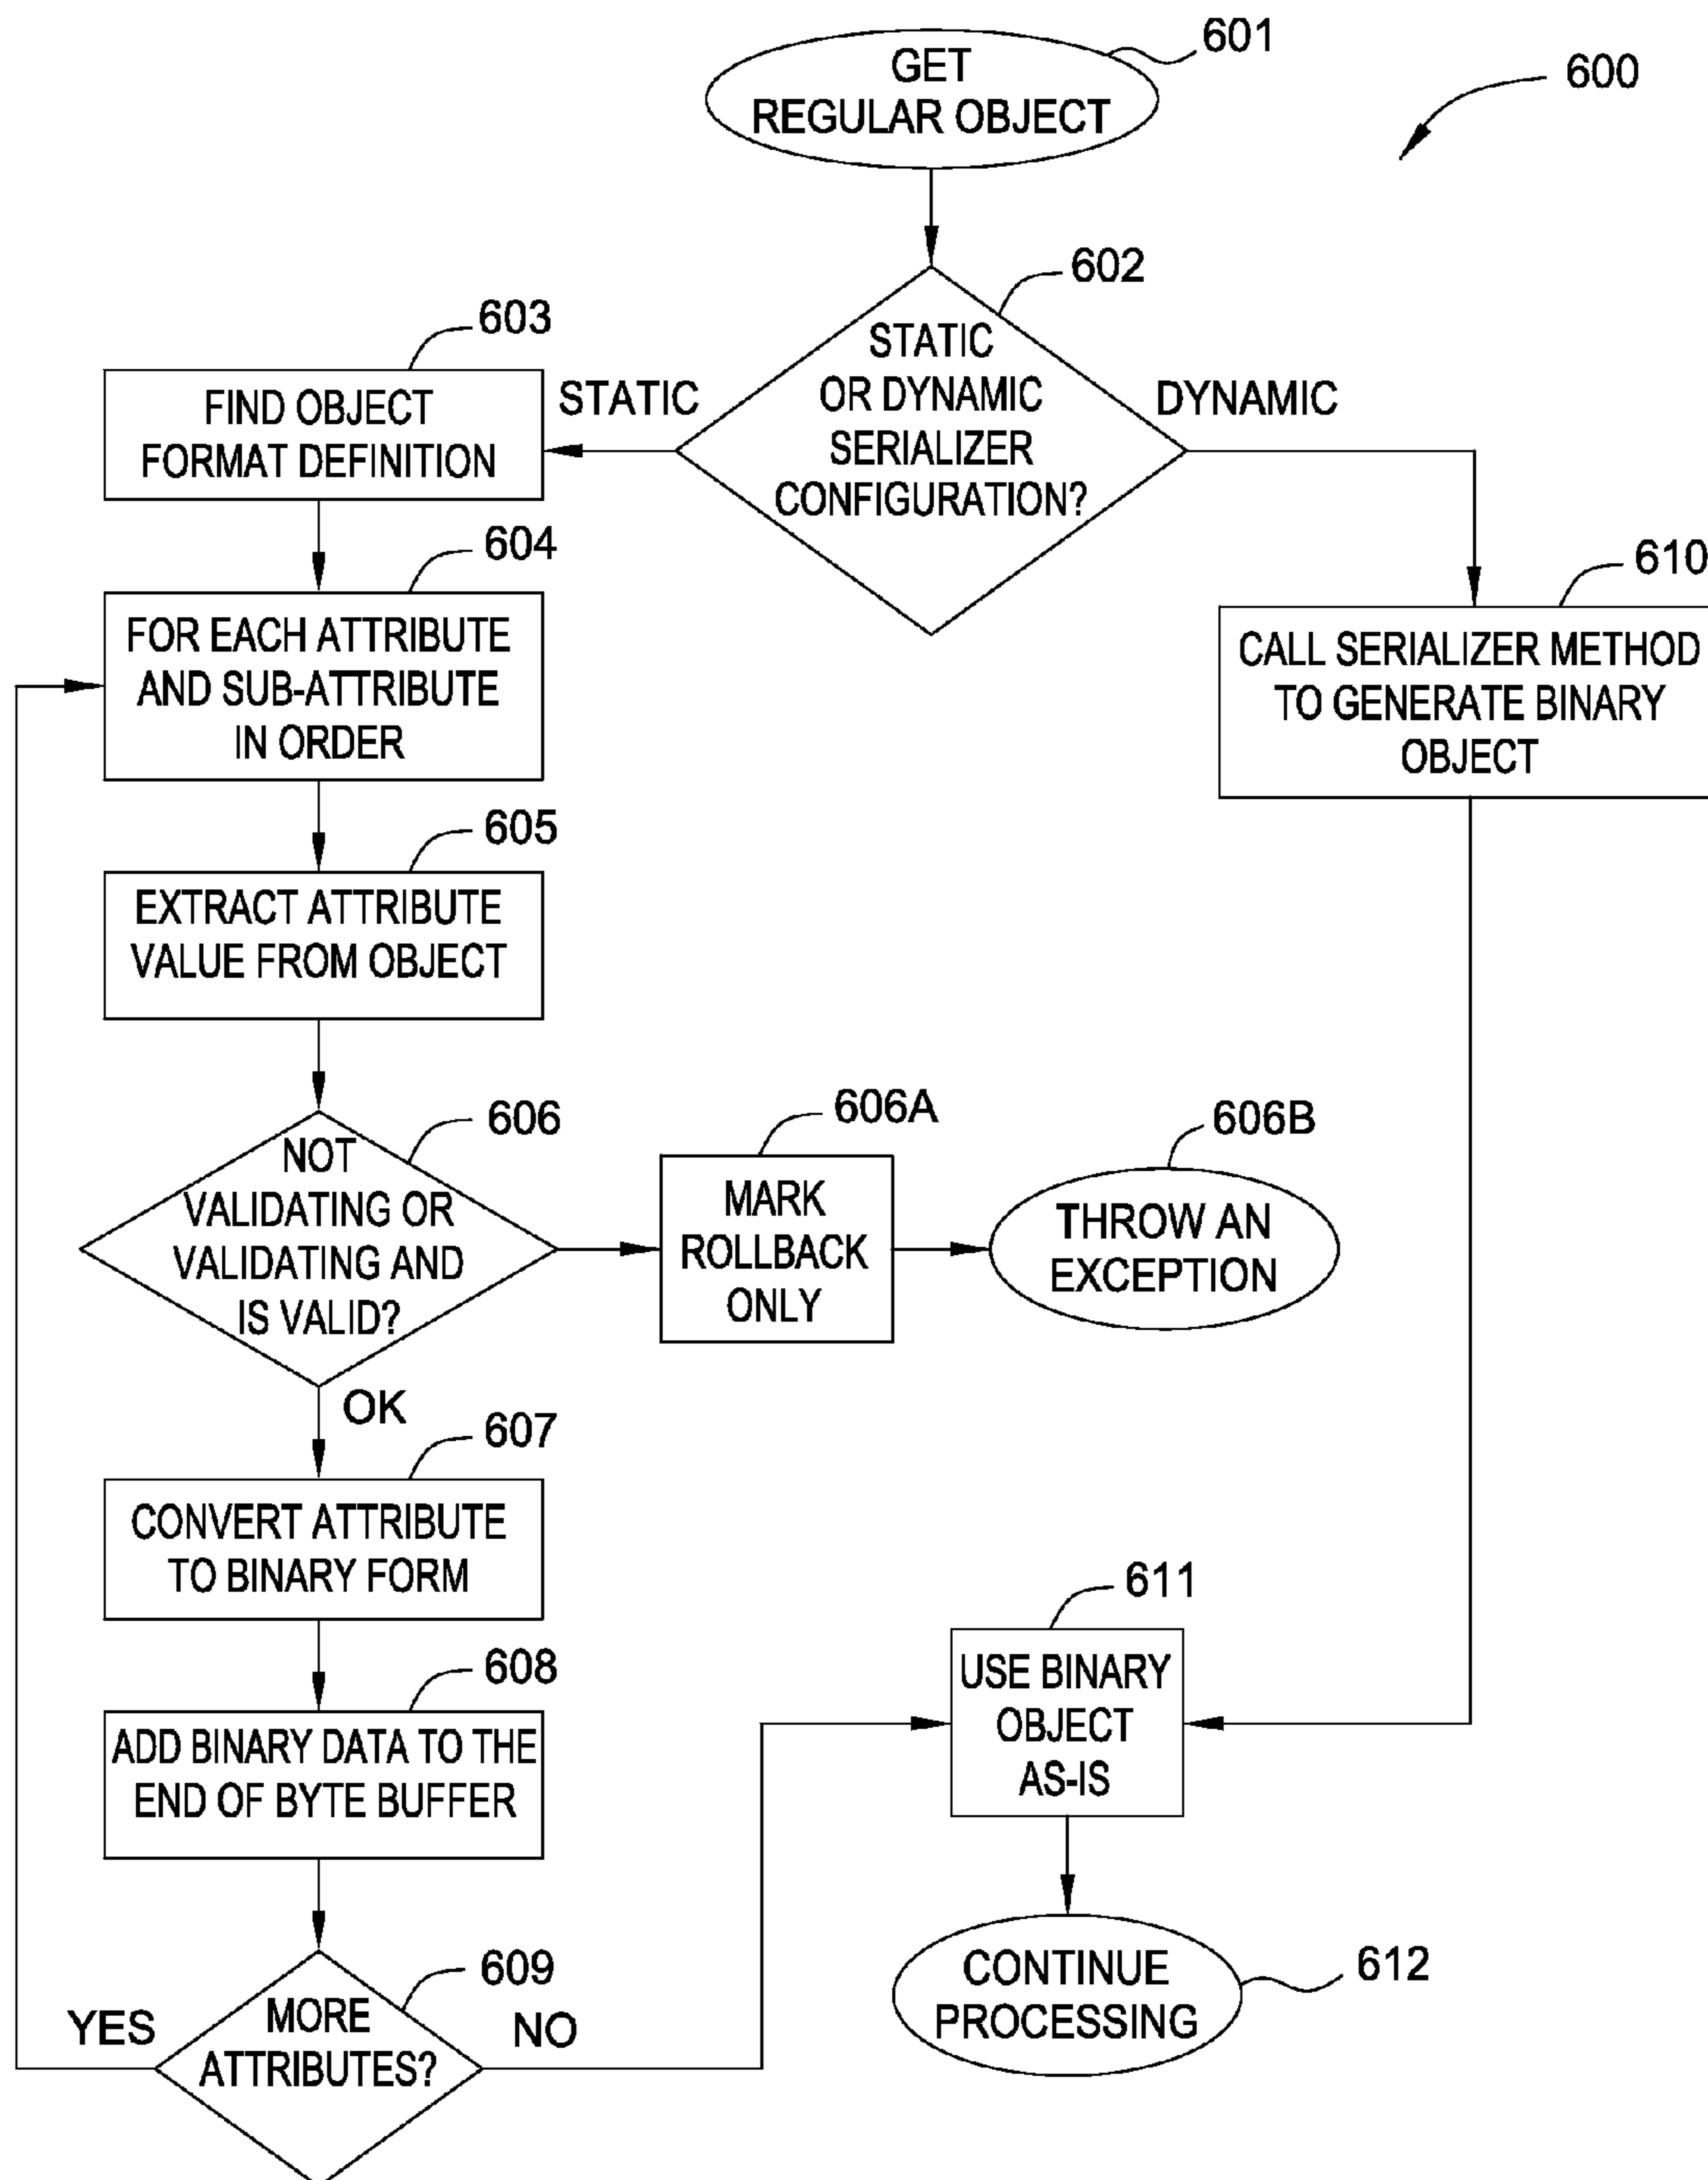 601
GET
REGULAR OBJECT
600
602
STATIC
OR DYNAMIC
SERIALIZER
CONFIGURATION?
STATIC
DYNAMIC
603
FIND OBJECT
FORMAT DEFINITION
604
FOR EACH ATTRIBUTE
AND SUB-ATTRIBUTE
IN ORDER
610
CALL SERIALIZER METHOD
TO GENERATE BINARY
OBJECT
605
EXTRACT ATTRIBUTE
VALUE FROM OBJECT
606
NOT
VALIDATING OR
VALIDATING AND
IS VALID?
606A
MARK
ROLLBACK
ONLY
606B
THROW AN
EXCEPTION
OK
607
CONVERT ATTRIBUTE
TO BINARY FORM
608
ADD BINARY DATA TO THE
END OF BYTE BUFFER
611
USE BINARY
OBJECT
AS-IS
609
MORE
ATTRIBUTES?
YES
NO
CONTINUE
PROCESSING
612